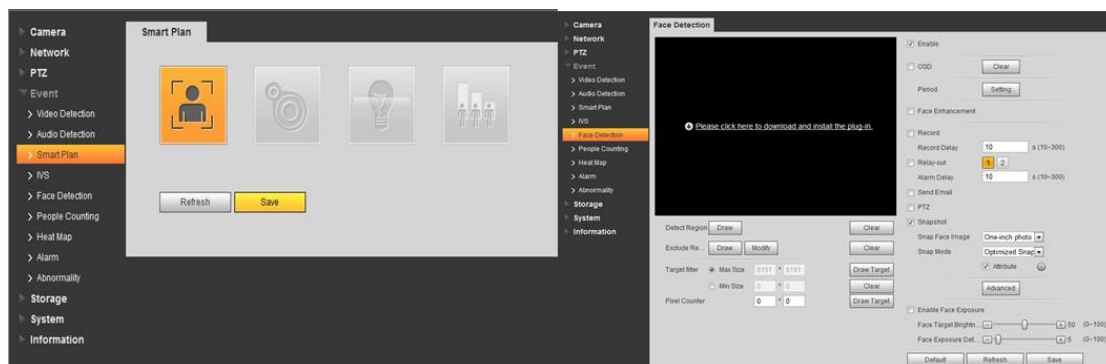 Camera
Network
PTZ
Event
Video Detection
Audio Detection
Smart Plan
IVS
Face Detection
People Counting
Heat Map
Alarm
Abnormality
Storage
System
Information
Smart Plan
Refresh Save
Camera
Network
PTZ
Event
Video Detection
Audio Detection
Smart Plan
IVS
Face Detection
People Counting
Heat Map
Alarm
Abnormality
Storage
System
Information
Face Detection
Please click here to download and install the plug-in.
Detect Region Draw Clear
Exclude Re... Draw Modify Clear
Target filter Max Size 8191 * 8191 Draw Target
Min Size 0 * 0 Clear
Pixel Counter 0 * 0 Draw Target
Enable
OSD Clear
Period Setting
Face Enhancement
Record
Record Delay 10 s (10~300)
Relay-out 1 2
Alarm Delay 10 s (10~300)
Send Email
PTZ
Snapshot
Snap Face Image One-inch photo
Snap Mode Optimized Snap
Attribute
Advanced
Enable Face Exposure
Face Target Brightn... 50 (0~100)
Face Exposure Det... 5 (0~100)
Default Refresh Save